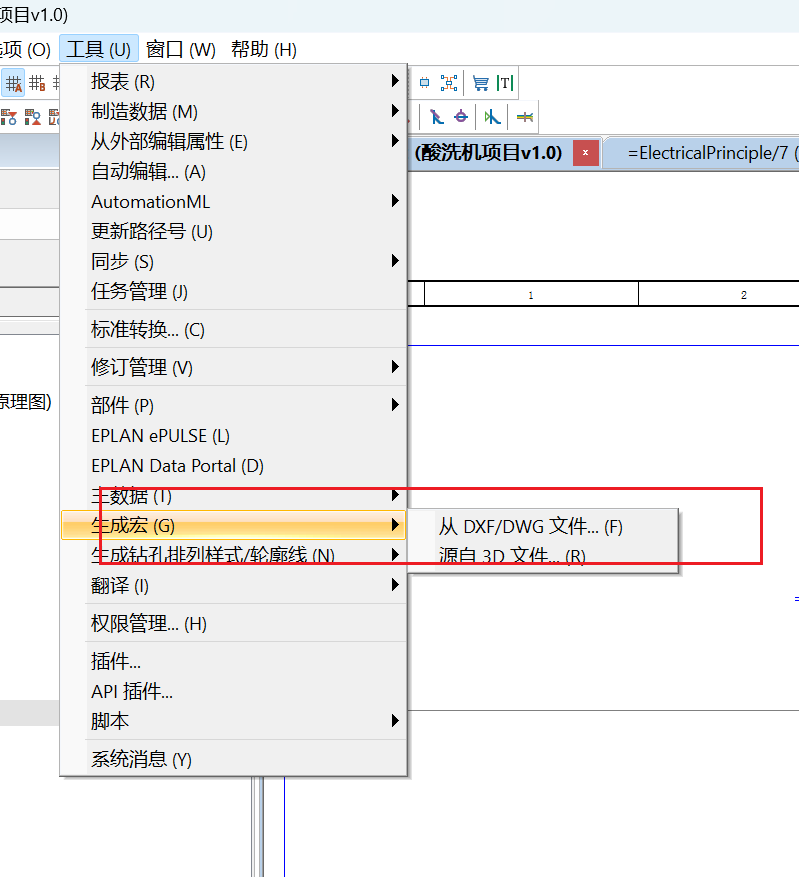 项目v1.0)
项 (O) 工具 (U) 窗口 (W) 帮助 (H)
报表 (R)
制造数据 (M)
从外部编辑属性 (E)
(酸洗机项目v1.0) =ElectricalPrinciple/7 (
自动编辑... (A)
AutomationML
更新路径号 (U)
同步 (S)
任务管理 (J)
1 2
标准转换... (C)
修订管理 (V)
原理图)
部件 (P)
EPLAN ePULSE (L)
EPLAN Data Portal (D)
主数据 (T)
生成宏 (G) 从 DXF/DWG 文件... (F)
生成钻孔排列样式/轮廓线 (N) 源自 3D 文件... (R)
翻译 (I)
权限管理... (H)
插件...
API 插件...
脚本
系统消息 (Y)